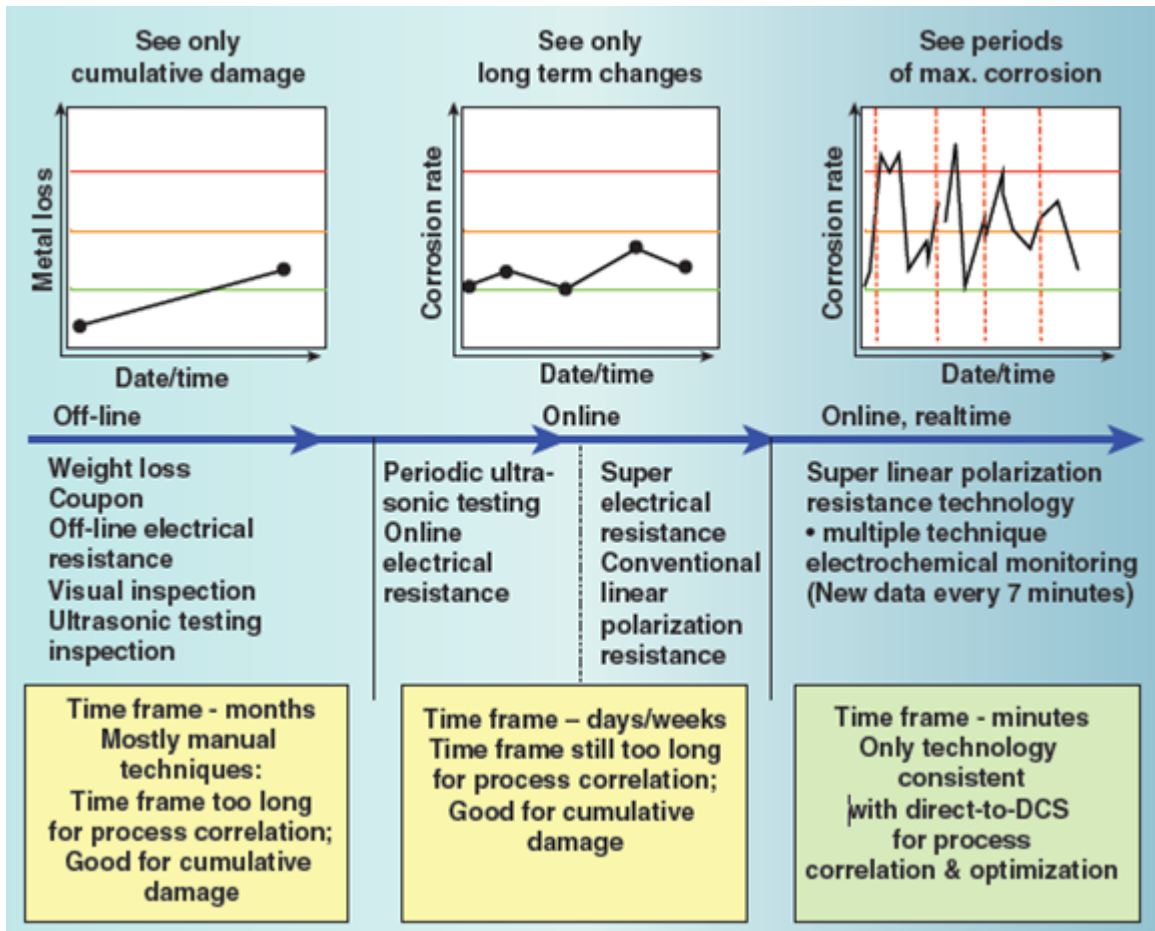 See only
cumulative damage
Metal loss
Date/time
See only
long term changes
Corrosion rate
Date/time
See periods
of max. corrosion
Corrosion rate
Date/time
Off-line
Online
Online, realtime
Weight loss
Coupon
Off-line electrical
resistance
Visual inspection
Ultrasonic testing
inspection
Periodic ultra-
sonic testing
Online
electrical
resistance
Super
electrical
resistance
Conventional
linear
polarization
resistance
Super linear polarization
resistance technology
• multiple technique
electrochemical monitoring
(New data every 7 minutes)
Time frame - months
Mostly manual
techniques:
Time frame too long
for process correlation;
Good for cumulative
damage
Time frame – days/weeks
Time frame still too long
for process correlation;
Good for cumulative
damage
Time frame - minutes
Only technology
consistent
with direct-to-DCS
for process
correlation & optimization